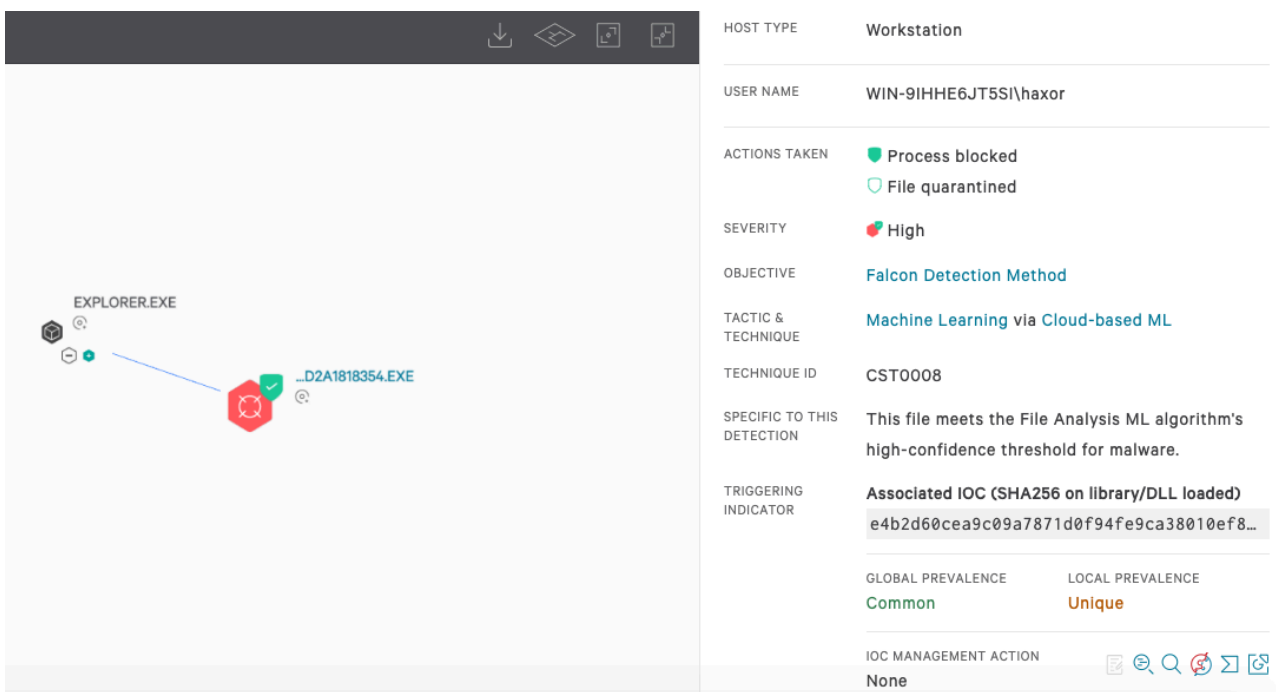 EXPLORER.EXE
...D2A1818354.EXE
HOST TYPE
Workstation
USER NAME
WIN-9IHHE6JT5SI\haxor
ACTIONS TAKEN
Process blocked
File quarantined
SEVERITY
High
OBJECTIVE
Falcon Detection Method
TACTIC &
TECHNIQUE
Machine Learning via Cloud-based ML
TECHNIQUE ID
CST0008
SPECIFIC TO THIS
DETECTION
This file meets the File Analysis ML algorithm's
high-confidence threshold for malware.
TRIGGERING
INDICATOR
Associated IOC (SHA256 on library/DLL loaded)
e4b2d60cea9c09a7871d0f94fe9ca38010ef8…
GLOBAL PREVALENCE
Common
LOCAL PREVALENCE
Unique
IOC MANAGEMENT ACTION
None